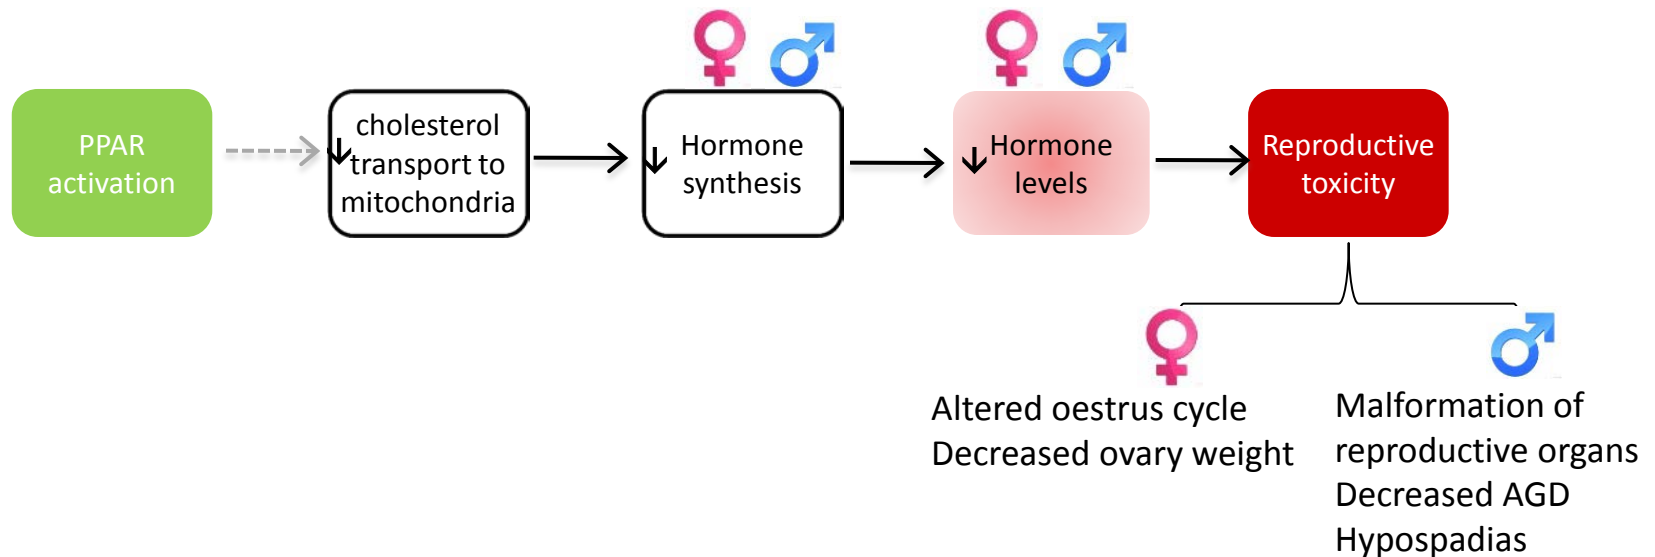 PPAR
activation
↓ cholesterol
transport to
mitochondria
↓ Hormone
synthesis
↓ Hormone
levels
Reproductive
toxicity
Altered oestrus cycle
Decreased ovary weight
Malformation of
reproductive organs
Decreased AGD
Hypospadias